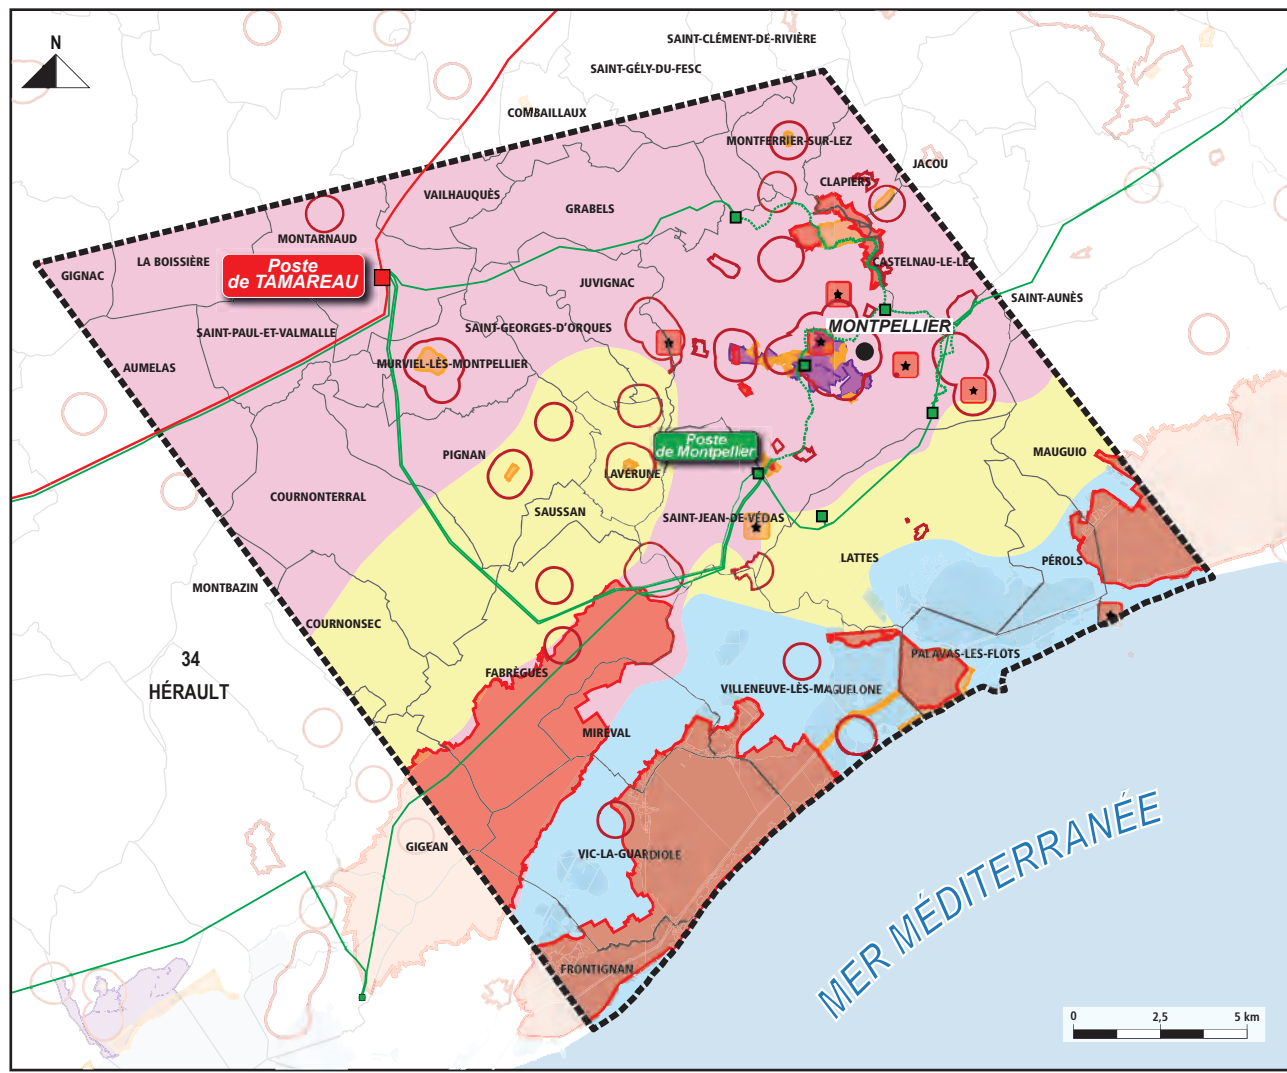 SAINT-CLÉMENT-DE-RIVIÈRE
N
SAINT-GÉLY-DU-FESC
COMBAILLAUX
MONTFERRIER-SUR-LEZ
JACOU
CLAPIERS
VAILHAUQUÈS
GRABELS
MONTARNAUD
LA BOISSIÈRE
CASTELNAU-LE-LEZ
GIGNAC
Poste
de TAMAREAU
JUVIGNAC
SAINT-AUNÈS
SAINT-GEORGES-D'ORQUES
MONTPELLIER
SAINT-PAUL-ET-VALMALLE
MURVIEL-LÈS-MONTPELLIER
AUMELAS
Poste
de Montpellier
MAUGUIO
PIGNAN
LAVÉRUNE
COURNONTERRAL
SAUSSAN
SAINT-JEAN-DE-VÉDAS
LATTES
PÉROLS
MONTBAZIN
COURNONSEC
PALAVAS-LES-FLOTS
34
HÉRAULT
FABRÈGUES
VILLENEUVE-LÈS-MAGUELONE
MIREVAL
GIGEAN
VIC-LA-GUARDIOLE
MER MÉDITERRANÉE
FRONTIGNAN
0 2,5 5 km